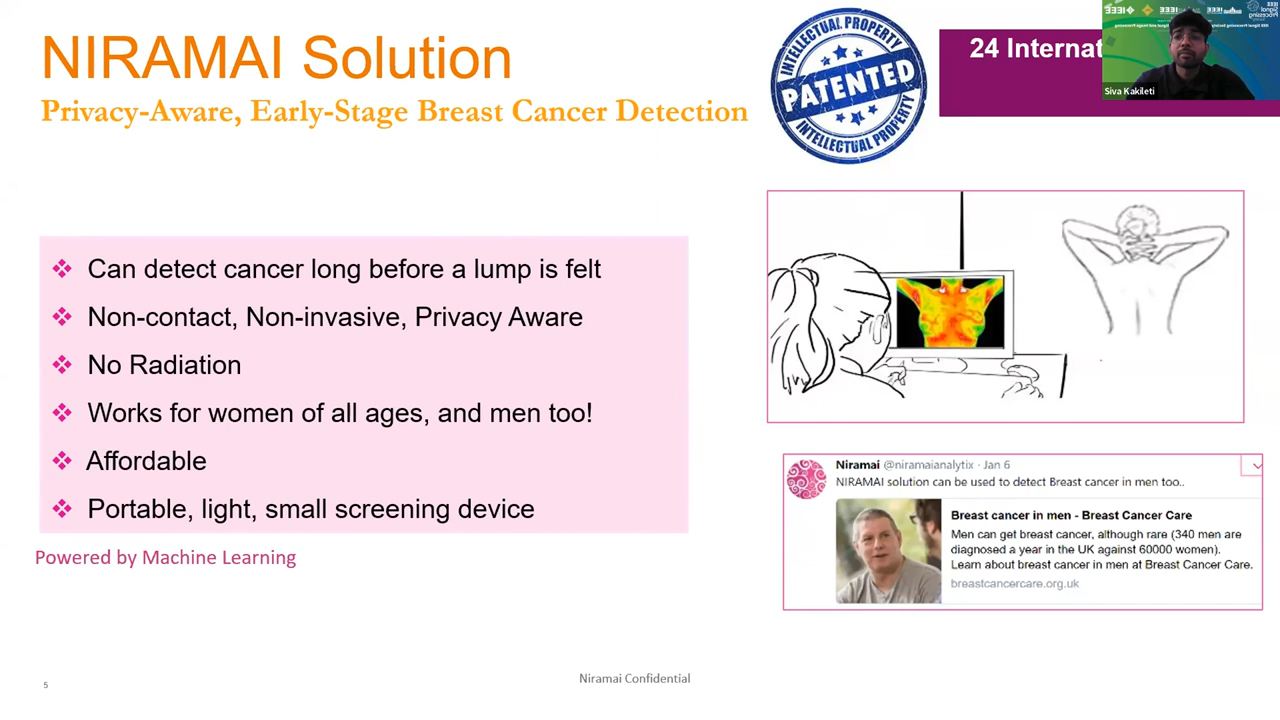 NIRAMAI Solution
Privacy-Aware, Early-Stage Breast Cancer Detection
INTELLECTUAL PROPERTY
PATENTED
INTELLECTUAL PROPERTY
24 Internat
IEEE
Siva Kakileti
❖ Can detect cancer long before a lump is felt
❖ Non-contact, Non-invasive, Privacy Aware
❖ No Radiation
❖ Works for women of all ages, and men too!
❖ Affordable
❖ Portable, light, small screening device
Powered by Machine Learning
Niramai @niramaianalytix · Jan 6
NIRAMAI solution can be used to detect Breast cancer in men too..
Breast cancer in men - Breast Cancer Care
Men can get breast cancer, although rare (340 men are
diagnosed a year in the UK against 60000 women).
Learn about breast cancer in men at Breast Cancer Care.
breastcancercare.org.uk
5
Niramai Confidential